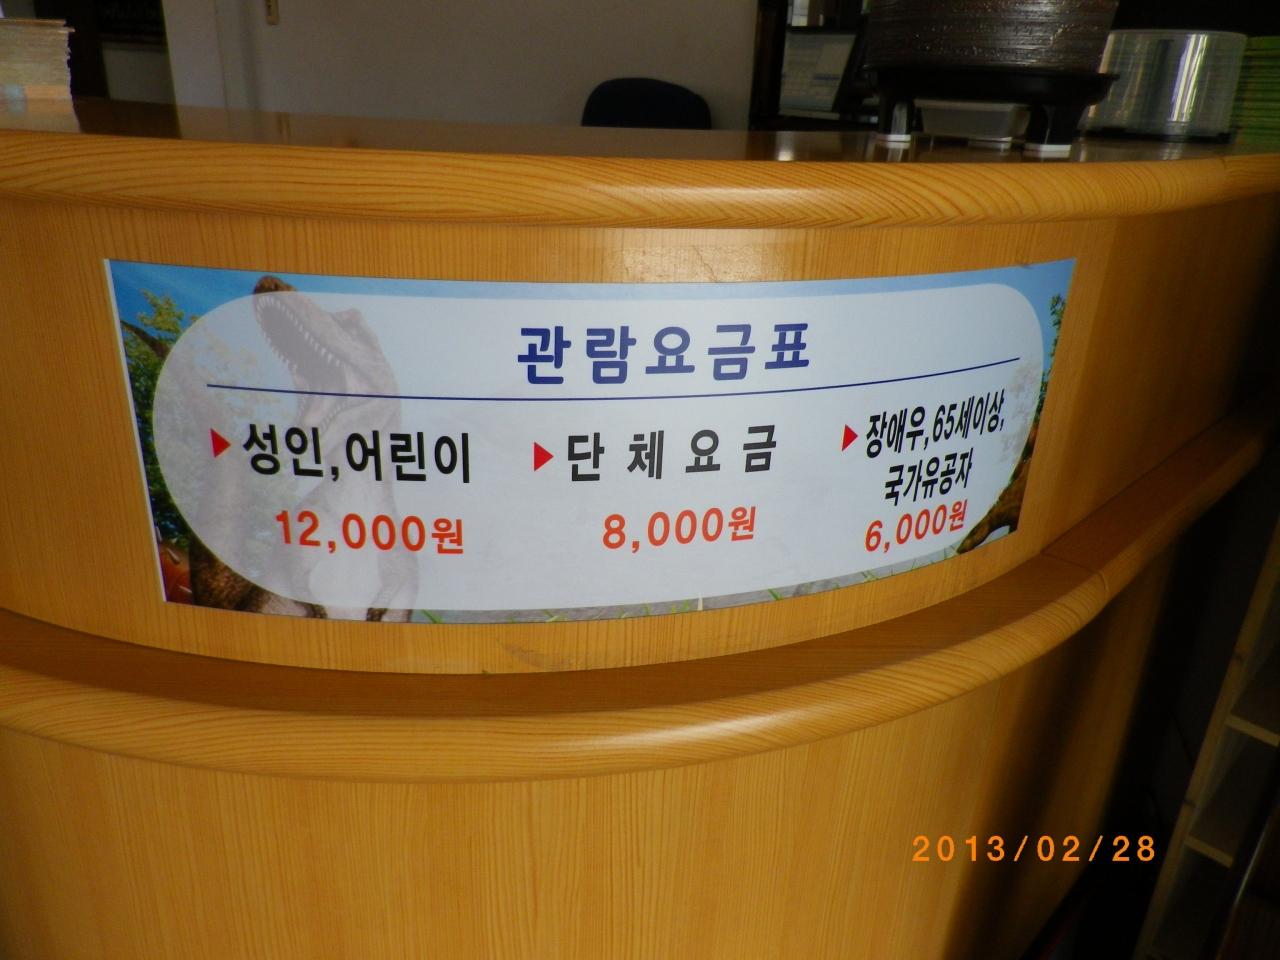 관람요금표
▶성인,어린이
12,000원
▶단체요금
8,000원
▶장애우,65세이상,
국가유공자
6,000원
2013/02/28